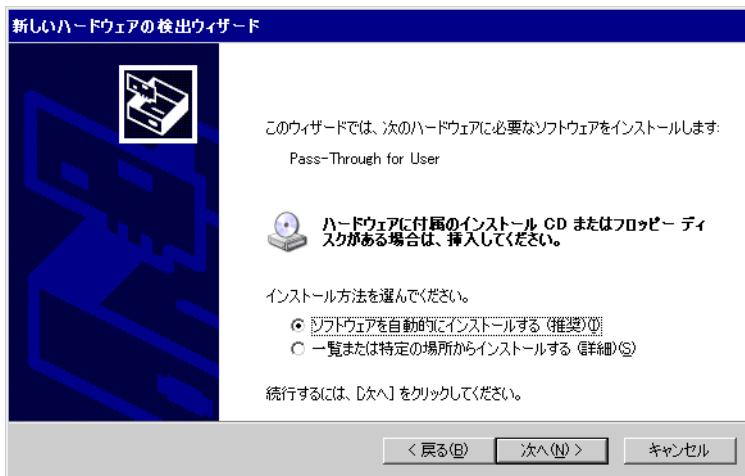 新しいハードウェアの検出ウィザード
このウィザードでは、次のハードウェアに必要なソフトウェアをインストールします:
Pass-Through for User
ハードウェアに付属のインストール CD またはフロッピー ディ
スクがある場合は、挿入してください。
インストール方法を選んでください。
ソフトウェアを自動的にインストールする (推奨)(I)
一覧または特定の場所からインストールする (詳細)(S)
続行するには、[次へ] をクリックしてください。
< 戻る(B)
次へ(N) >
キャンセル